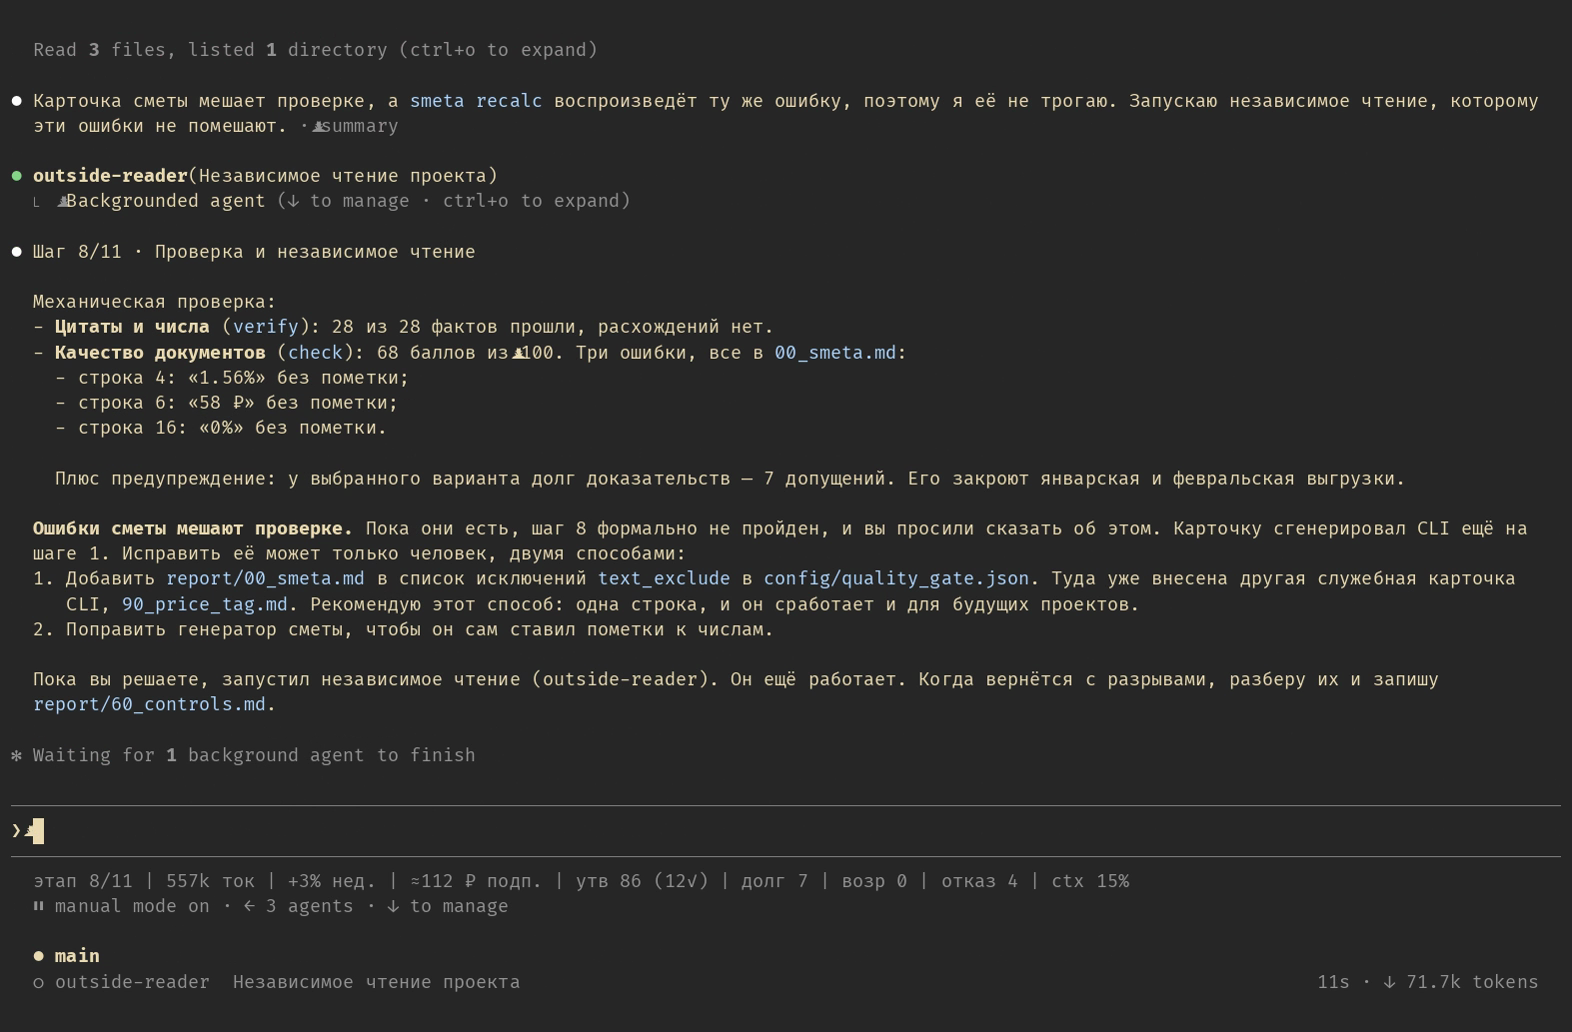 Read 3 files, listed 1 directory (ctrl+o to expand)
● Карточка сметы мешает проверке, а smeta recalc воспроизведёт ту же ошибку, поэтому я её не трогаю. Запускаю независимое чтение, которому
эти ошибки не помешают. · summary
● outside-reader(Независимое чтение проекта)
└ Backgrounded agent (↓ to manage · ctrl+o to expand)
● Шаг 8/11 · Проверка и независимое чтение
Механическая проверка:
- Цитаты и числа (verify): 28 из 28 фактов прошли, расхождений нет.
- Качество документов (check): 68 баллов из 100. Три ошибки, все в 00_smeta.md:
- строка 4: «1.56%» без пометки;
- строка 6: «58 ₽» без пометки;
- строка 16: «0%» без пометки.
Плюс предупреждение: у выбранного варианта долг доказательств — 7 допущений. Его закроют январская и февральская выгрузки.
Ошибки сметы мешают проверке. Пока они есть, шаг 8 формально не пройден, и вы просили сказать об этом. Карточку сгенерировал CLI ещё на
шаге 1. Исправить её может только человек, двумя способами:
1. Добавить report/00_smeta.md в список исключений text_exclude в config/quality_gate.json. Туда уже внесена другая служебная карточка
CLI, 90_price_tag.md. Рекомендую этот способ: одна строка, и он сработает и для будущих проектов.
2. Поправить генератор сметы, чтобы он сам ставил пометки к числам.
Пока вы решаете, запустил независимое чтение (outside-reader). Он ещё работает. Когда вернётся с разрывами, разберу их и запишу
report/60_controls.md.
✻ Waiting for 1 background agent to finish
❯
этап 8/11 | 557k ток | +3% нед. | ≈112 ₽ подп. | утв 86 (12√) | долг 7 | возр 0 | отказ 4 | ctx 15%
⏸ manual mode on · ← 3 agents · ↓ to manage
● main
○ outside-reader Независимое чтение проекта 11s · ↓ 71.7k tokens